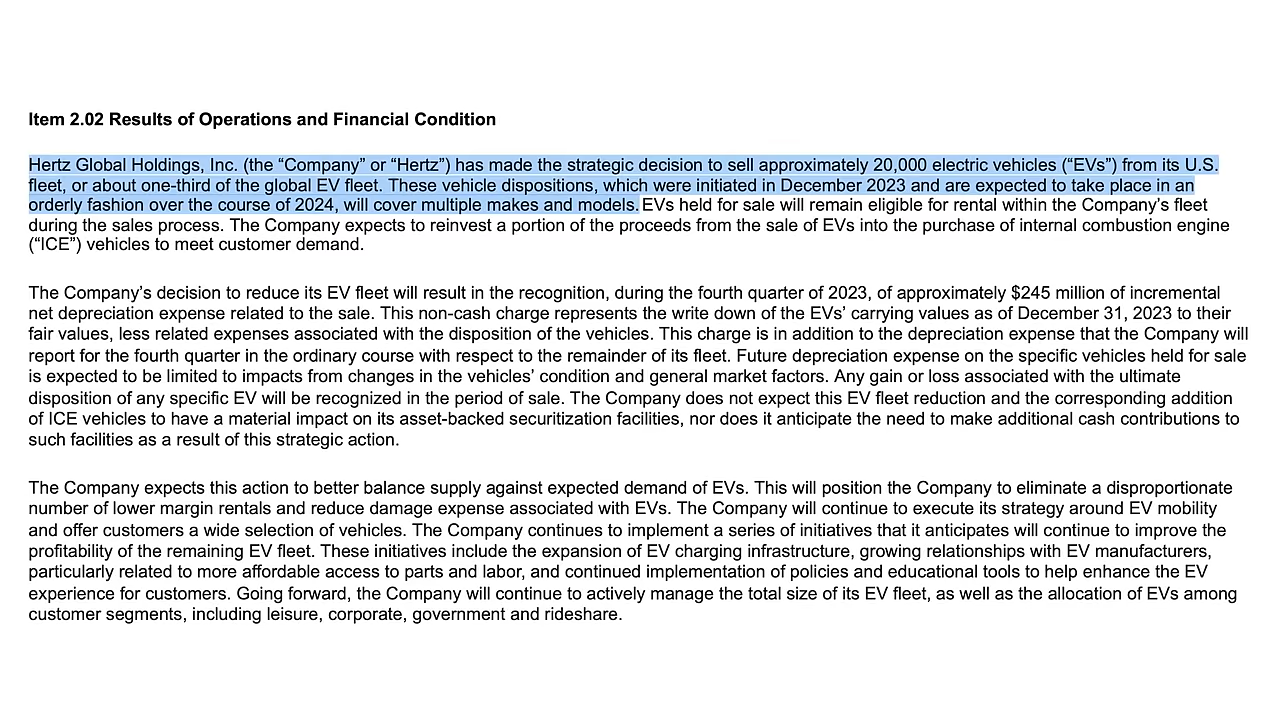 Item 2.02 Results of Operations and Financial Condition
Hertz Global Holdings, Inc. (the “Company” or “Hertz”) has made the strategic decision to sell approximately 20,000 electric vehicles (“EVs”) from its U.S.
fleet, or about one-third of the global EV fleet. These vehicle dispositions, which were initiated in December 2023 and are expected to take place in an
orderly fashion over the course of 2024, will cover multiple makes and models. EVs held for sale will remain eligible for rental within the Company’s fleet
during the sales process. The Company expects to reinvest a portion of the proceeds from the sale of EVs into the purchase of internal combustion engine
(“ICE”) vehicles to meet customer demand.
The Company’s decision to reduce its EV fleet will result in the recognition, during the fourth quarter of 2023, of approximately $245 million of incremental
net depreciation expense related to the sale. This non-cash charge represents the write down of the EVs’ carrying values as of December 31, 2023 to their
fair values, less related expenses associated with the disposition of the vehicles. This charge is in addition to the depreciation expense that the Company will
report for the fourth quarter in the ordinary course with respect to the remainder of its fleet. Future depreciation expense on the specific vehicles held for sale
is expected to be limited to impacts from changes in the vehicles’ condition and general market factors. Any gain or loss associated with the ultimate
disposition of any specific EV will be recognized in the period of sale. The Company does not expect this EV fleet reduction and the corresponding addition
of ICE vehicles to have a material impact on its asset-backed securitization facilities, nor does it anticipate the need to make additional cash contributions to
such facilities as a result of this strategic action.
The Company expects this action to better balance supply against expected demand of EVs. This will position the Company to eliminate a disproportionate
number of lower margin rentals and reduce damage expense associated with EVs. The Company will continue to execute its strategy around EV mobility
and offer customers a wide selection of vehicles. The Company continues to implement a series of initiatives that it anticipates will continue to improve the
profitability of the remaining EV fleet. These initiatives include the expansion of EV charging infrastructure, growing relationships with EV manufacturers,
particularly related to more affordable access to parts and labor, and continued implementation of policies and educational tools to help enhance the EV
experience for customers. Going forward, the Company will continue to actively manage the total size of its EV fleet, as well as the allocation of EVs among
customer segments, including leisure, corporate, government and rideshare.